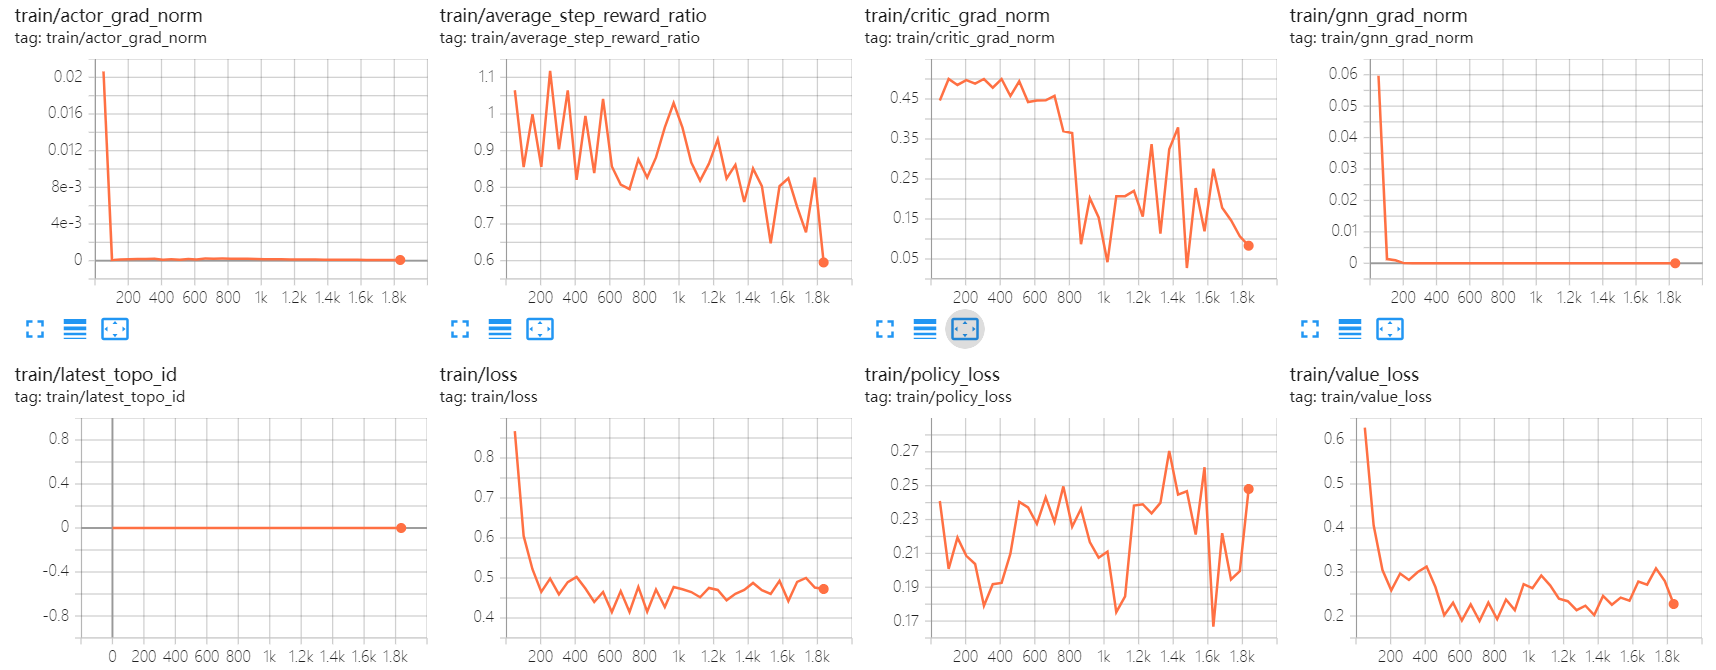 train/actor_grad_norm
tag: train/actor_grad_norm
0.02
0.016
0.012
8e-3
4e-3
0
200 400 600 800 1k 1.2k 1.4k 1.6k 1.8k
train/average_step_reward_ratio
tag: train/average_step_reward_ratio
1.1
1
0.9
0.8
0.7
0.6
200 400 600 800 1k 1.2k 1.4k 1.6k 1.8k
train/critic_grad_norm
tag: train/critic_grad_norm
0.45
0.35
0.25
0.15
0.05
200 400 600 800 1k 1.2k 1.4k 1.6k 1.8k
train/gnn_grad_norm
tag: train/gnn_grad_norm
0.06
0.05
0.04
0.03
0.02
0.01
0
200 400 600 800 1k 1.2k 1.4k 1.6k 1.8k
train/latest_topo_id
tag: train/latest_topo_id
0.8
0.4
0
-0.4
-0.8
0 200 400 600 800 1k 1.2k 1.4k 1.6k 1.8k
train/loss
tag: train/loss
0.8
0.7
0.6
0.5
0.4
200 400 600 800 1k 1.2k 1.4k 1.6k 1.8k
train/policy_loss
tag: train/policy_loss
0.27
0.25
0.23
0.21
0.19
0.17
200 400 600 800 1k 1.2k 1.4k 1.6k 1.8k
train/value_loss
tag: train/value_loss
0.6
0.5
0.4
0.3
0.2
200 400 600 800 1k 1.2k 1.4k 1.6k 1.8k